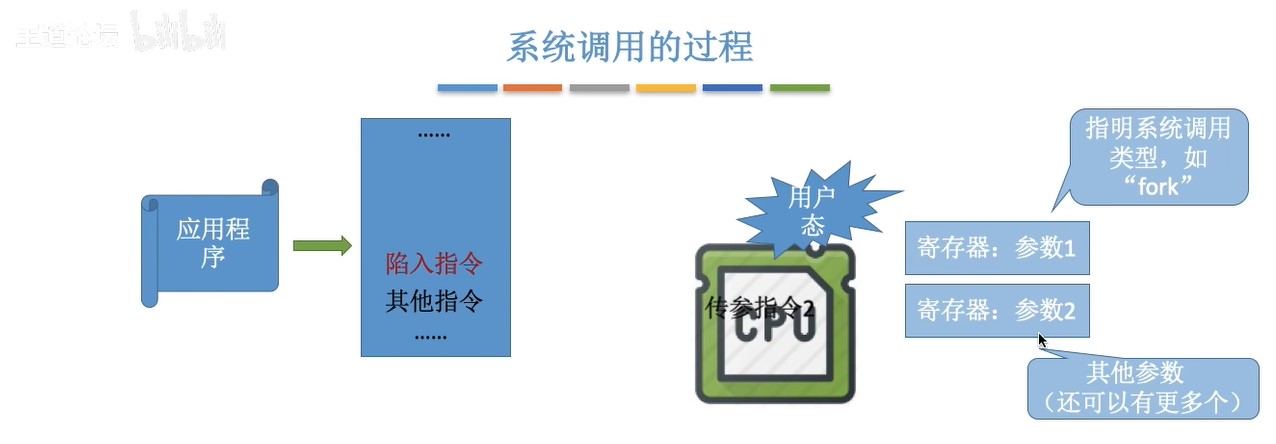 王道论坛 bilibili
系统调用的过程
……
应用程
序
陷入指令
其他指令
……
用户
态
传参指令2
CPU
指明系统调用
类型，如
“fork”
寄存器：参数1
寄存器：参数2
其他参数
（还可以有更多个）